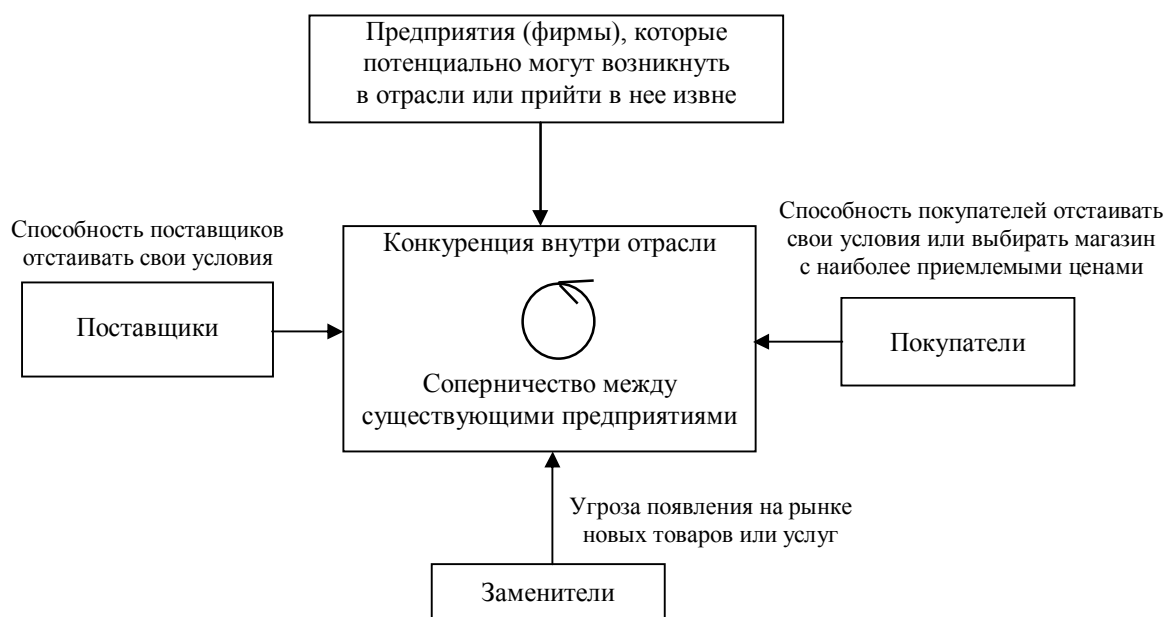 Предприятия (фирмы), которые
потенциально могут возникнуть
в отрасли или прийти в нее извне
Способность поставщиков
отстаивать свои условия
Поставщики
Конкуренция внутри отрасли
Соперничество между
существующими предприятиями
Способность покупателей отстаивать
свои условия или выбирать магазин
с наиболее приемлемыми ценами
Покупатели
Угроза появления на рынке
новых товаров или услуг
Заменители